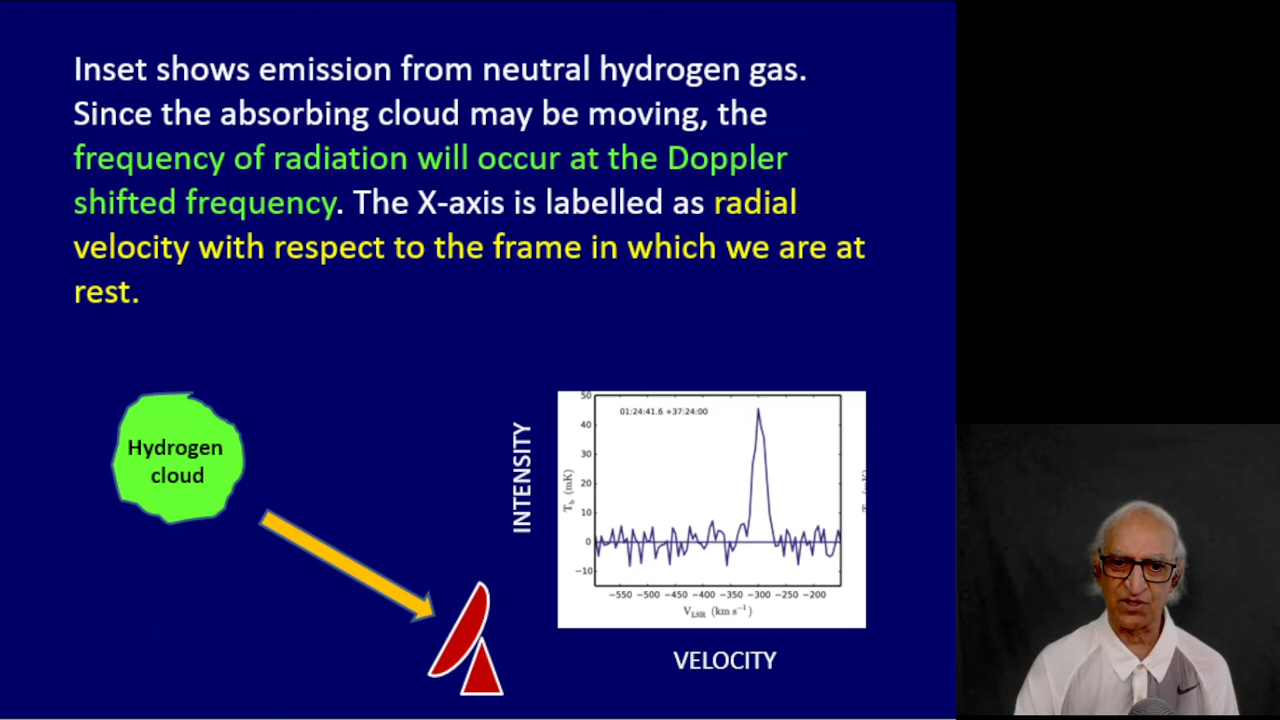 Inset shows emission from neutral hydrogen gas.
Since the absorbing cloud may be moving, the
frequency of radiation will occur at the Doppler
shifted frequency. The X-axis is labelled as radial
velocity with respect to the frame in which we are at
rest.
Hydrogen
cloud
INTENSITY
T_b (mK)
50
40
30
20
10
0
−10
01:24:41.6 +37:24:00
−550 −500 −450 −400 −350 −300 −250 −200
V_LSR (km s⁻¹)
VELOCITY